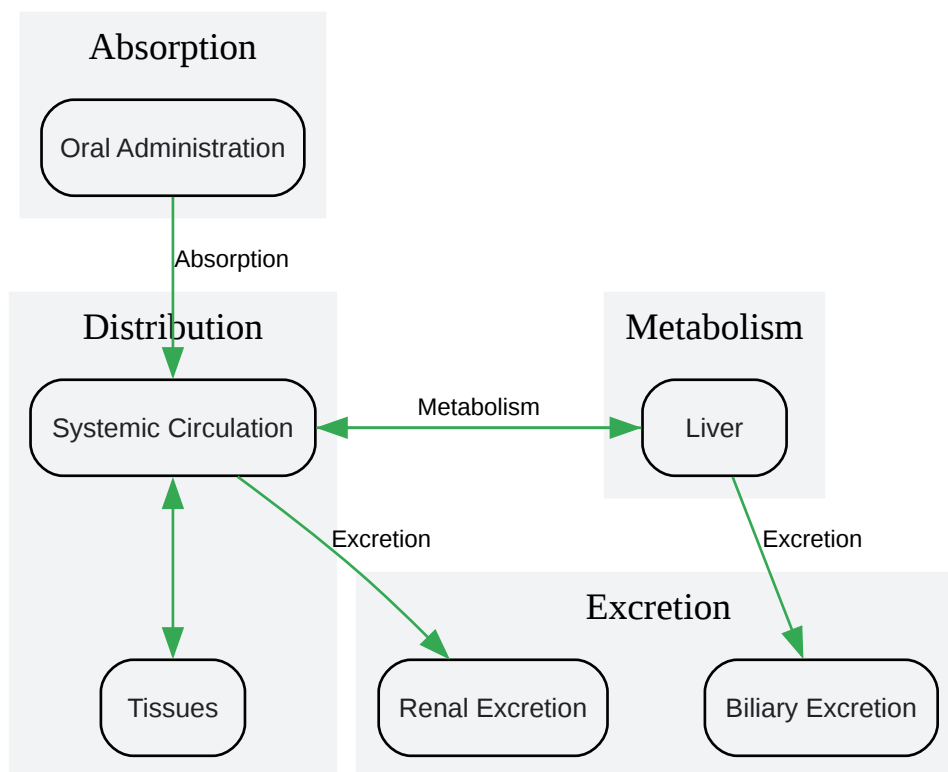 Absorption
Oral Administration
Absorption
Distribution
Metabolism
Systemic Circulation
Metabolism
Liver
Excretion
Excretion
Excretion
Tissues
Renal Excretion
Biliary Excretion